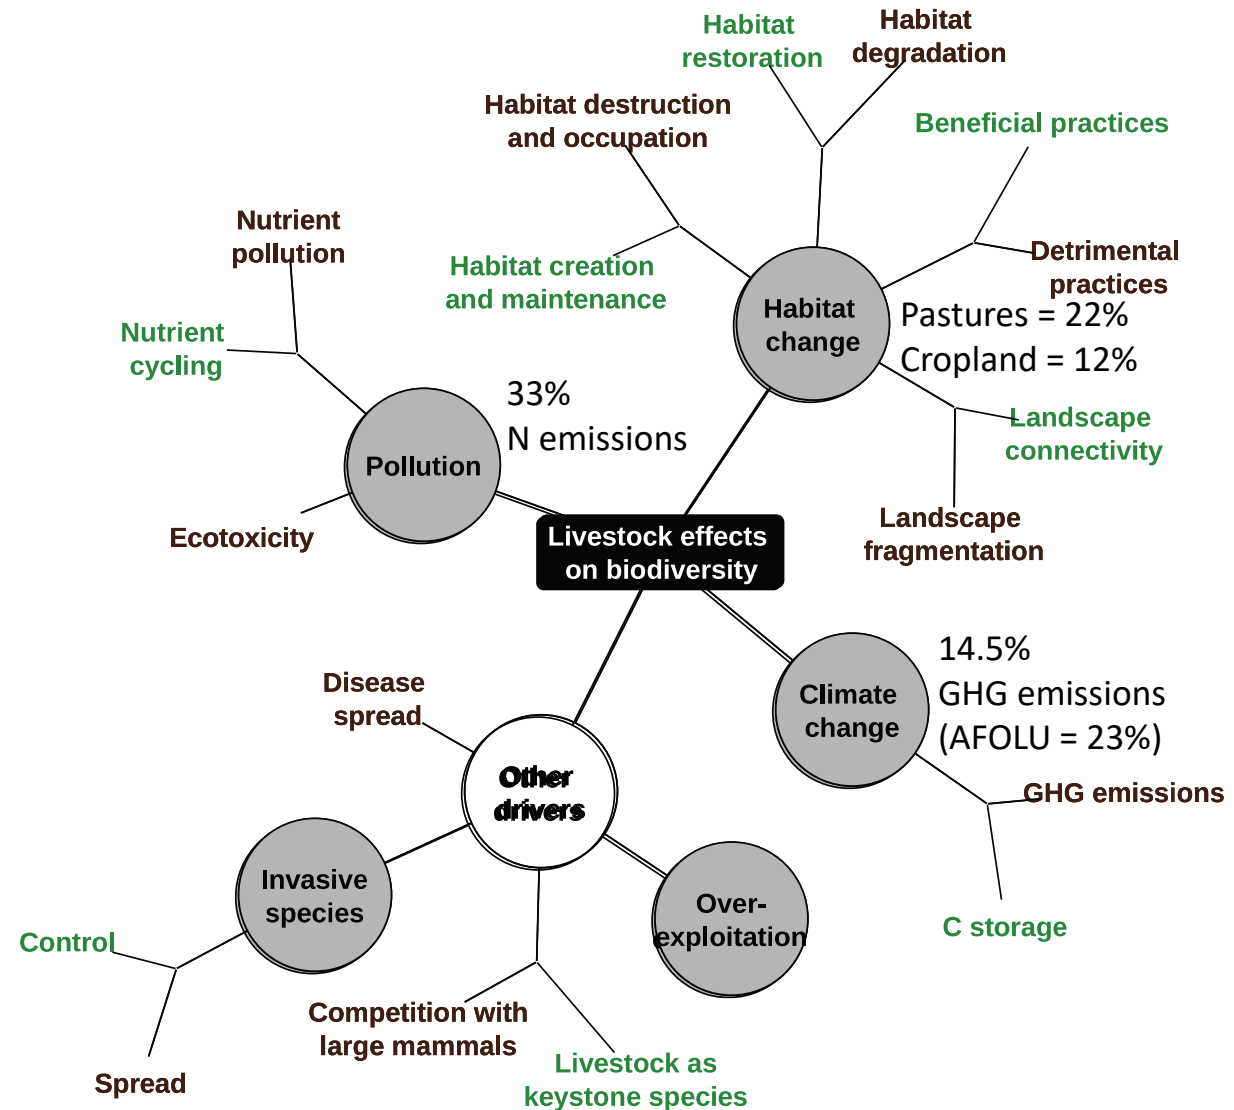 Habitat
restoration
Habitat
degradation
Habitat destruction
and occupation
Beneficial practices
Nutrient
pollution
Habitat creation
and maintenance
Detrimental
practices
Nutrient
cycling
Habitat
change
Pastures = 22%
Cropland = 12%
33%
N emissions
Pollution
Landscape
connectivity
Ecotoxicity
Landscape
fragmentation
Livestock effects
on biodiversity
14.5%
GHG emissions
(AFOLU = 23%)
Climate
change
Disease
spread
Other
drivers
GHG emissions
Invasive
species
Over-
exploitation
Control
C storage
Competition with
large mammals
Livestock as
keystone species
Spread